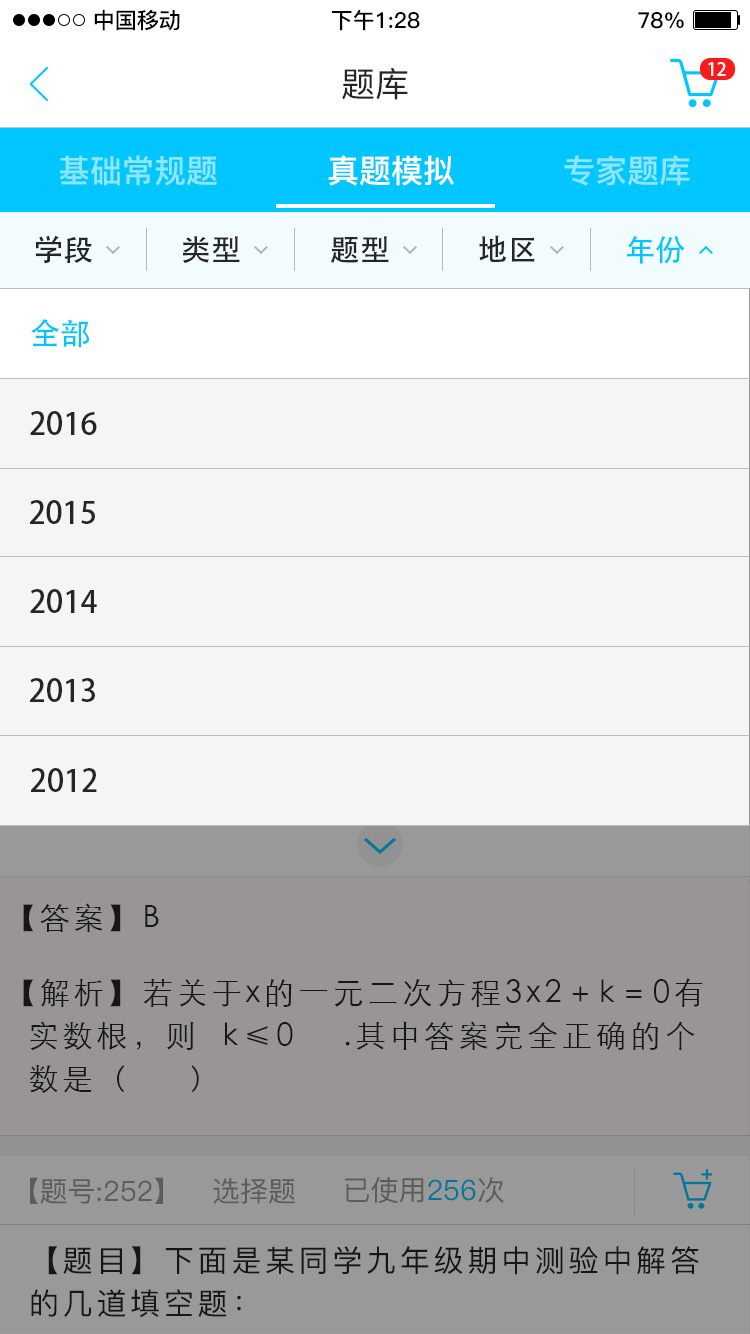 中国移动 下午1:28 78%
题库 12
基础常规题 真题模拟 专家题库
学段 类型 题型 地区 年份
全部
2016
2015
2014
2013
2012
【答案】B
【解析】若关于x的一元二次方程3x2+k=0有
实数根，则 k≤0 .其中答案完全正确的个
数是（ ）
【题号:252】 选择题 已使用256次
【题目】下面是某同学九年级期中测验中解答
的几道填空题：